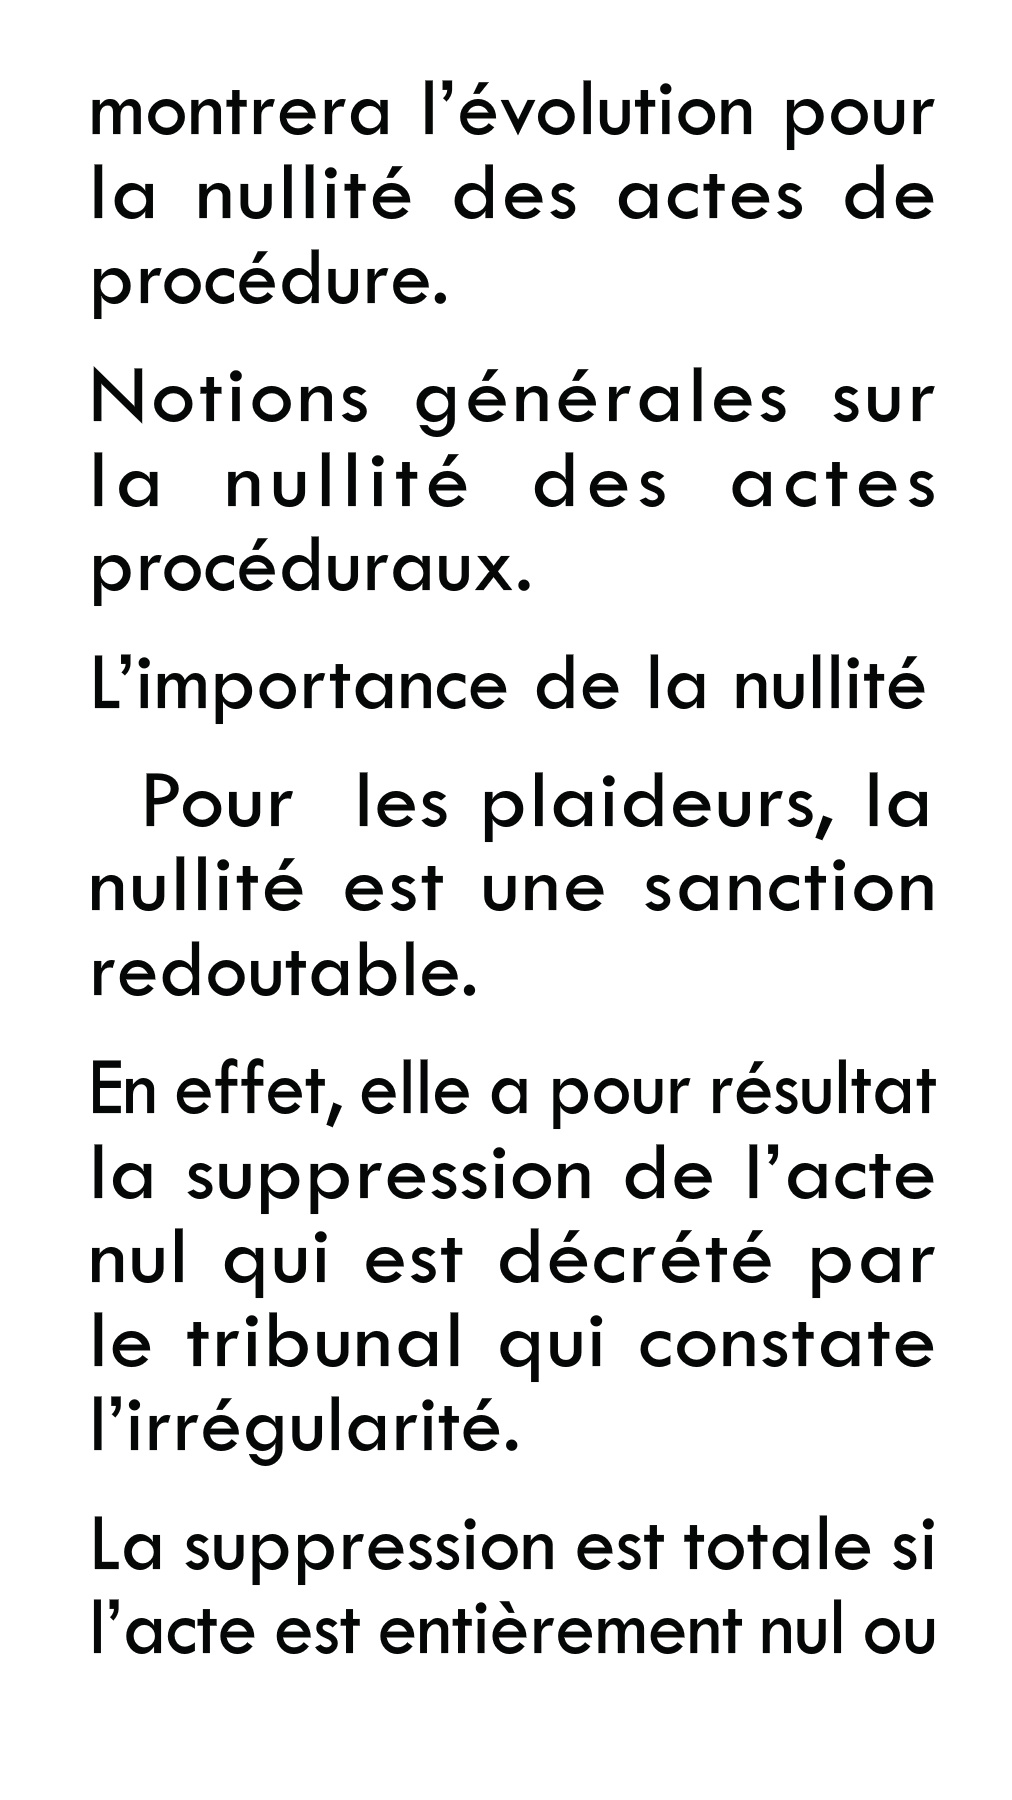 montrera l’évolution pour
la nullité des actes de
procédure.
Notions générales sur
la nullité des actes
procéduraux.
L’importance de la nullité
Pour les plaideurs, la
nullité est une sanction
redoutable.
En effet, elle a pour résultat
la suppression de l’acte
nul qui est décrété par
le tribunal qui constate
l’irrégularité.
La suppression est totale si
l’acte est entièrement nul ou